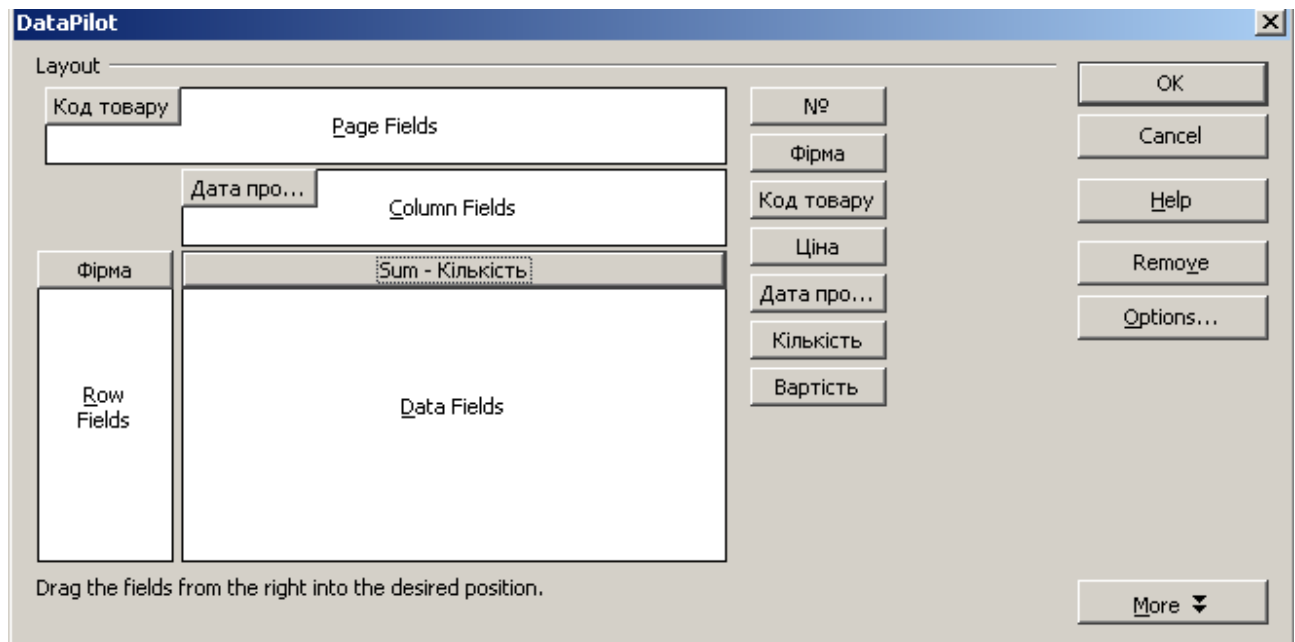 DataPilot
Layout
Код товару
Page Fields
Дата про...
Column Fields
Фірма
Sum - Кількість
Row
Fields
Data Fields
№
Фірма
Код товару
Ціна
Дата про...
Кількість
Вартість
OK
Cancel
Help
Remove
Options...
Drag the fields from the right into the desired position.
More